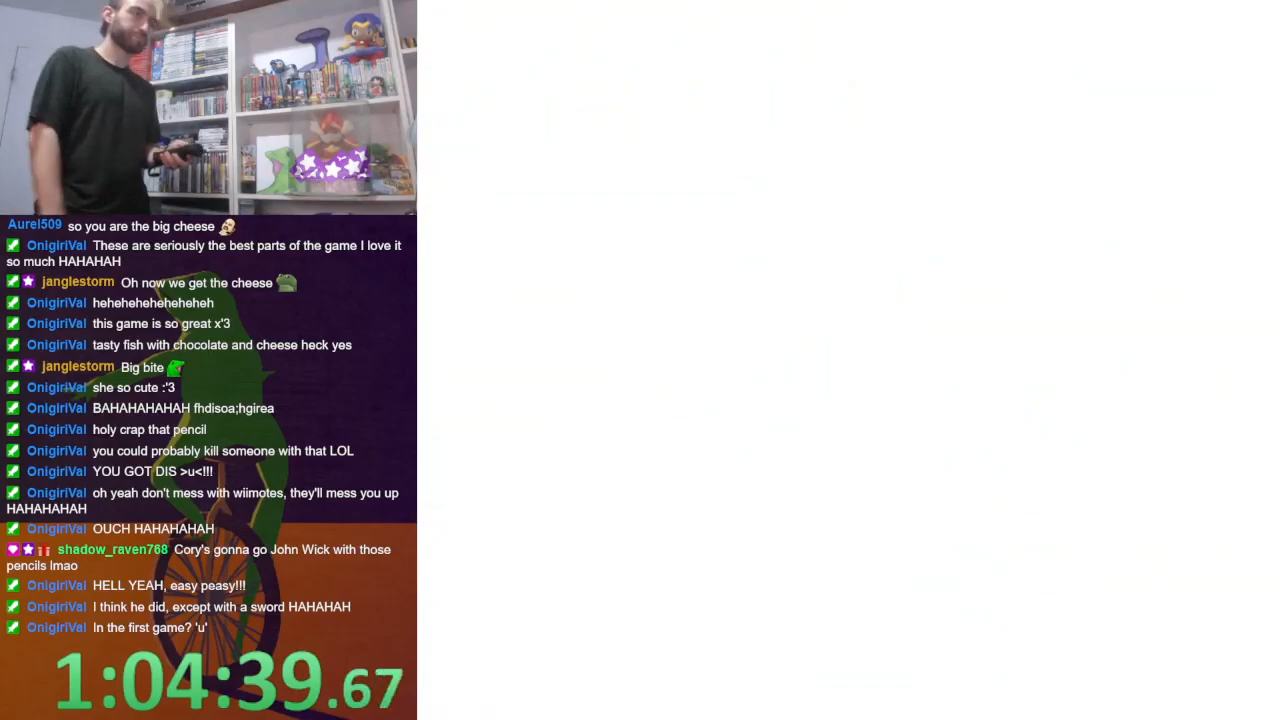 Aurel509 so you are the big cheese
OnigiriVal These are seriously the best parts of the game I love it
so much HAHAHAH
janglestorm Oh now we get the cheese
OnigiriVal heheheheheheheh
OnigiriVal this game is so great x'3
OnigiriVal tasty fish with chocolate and cheese heck yes
janglestorm Big bite
OnigiriVal she so cute :'3
OnigiriVal BAHAHAHAHAH fhdisoa;hgirea
OnigiriVal holy crap that pencil
OnigiriVal you could probably kill someone with that LOL
OnigiriVal YOU GOT DIS >u<!!!
OnigiriVal oh yeah don't mess with wiimotes, they'll mess you up
HAHAHAHAH
OnigiriVal OUCH HAHAHAHAH
shadow_raven768 Cory's gonna go John Wick with those
pencils lmao
OnigiriVal HELL YEAH, easy peasy!!!
OnigiriVal I think he did, except with a sword HAHAHAH
OnigiriVal In the first game? 'u'
1:04:39.67